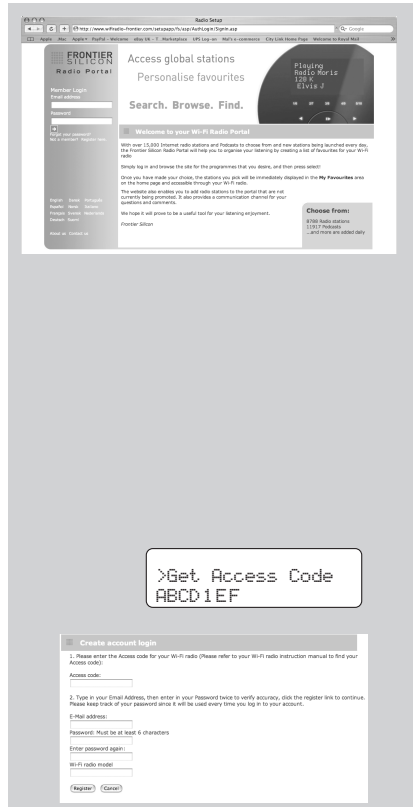 Radio Setup
http://www.wifiradio-frontier.com/setupapp/fs/asp/AuthLogin/SignIn.asp
Google
Apple Mac Apple PayPal - Welcome eBay UK - T...Marketplace UPS Log-on Mal's e-commerce City Link Home Page Welcome to Royal Mail
FRONTIER
SILICON
Radio Portal
Access global stations
Personalise favourites
Search. Browse. Find.
Playing
Radio Moris
128 K
Elvis
Member Login
Email address
Password
Forgot your password?
Not a member? Register here
Welcome to your Wi-Fi Radio Portal
With over 15,000 Internet radio stations and Podcasts to choose from and new stations being launched every day,
the Frontier Silicon Radio Portal will help you to organise your listening by creating a list of favourites for your Wi-Fi
radio
Simply log in and browse the site for the programmes that you desire, and then press select!
Once you have made your choice, the stations you pick will be immediately displayed in the My Favourites area
on the home page and accessible through your Wi-Fi radio.
The website also enables you to add radio stations to the portal that are not
currently being promoted. It also provides a communication channel for your
questions and comments.
We hope it will prove to be a useful tool for your listening enjoyment.
Frontier Silicon
English Português
Español Norsk Italiano
Français Svenska Nederlands
Deutsch Suomi
About us Contact us
Choose from:
8788 Radio stations
11917 Podcasts
...and more are added daily
>Get Access Code
ABCD1EF
Create account login
1. Please enter the Access code for your Wi-Fi radio (Please refer to your Wi-Fi radio instruction manual to find your
Access code):
Access code:
2. Type in your Email Address, then enter in your Password twice to verify accuracy, click the register link to continue.
Please keep track of your password since it will be used every time you log in to your account.
E-Mail address:
Password: Must be at least 6 characters
Enter password again:
Wi-Fi radio model
Register Cancel